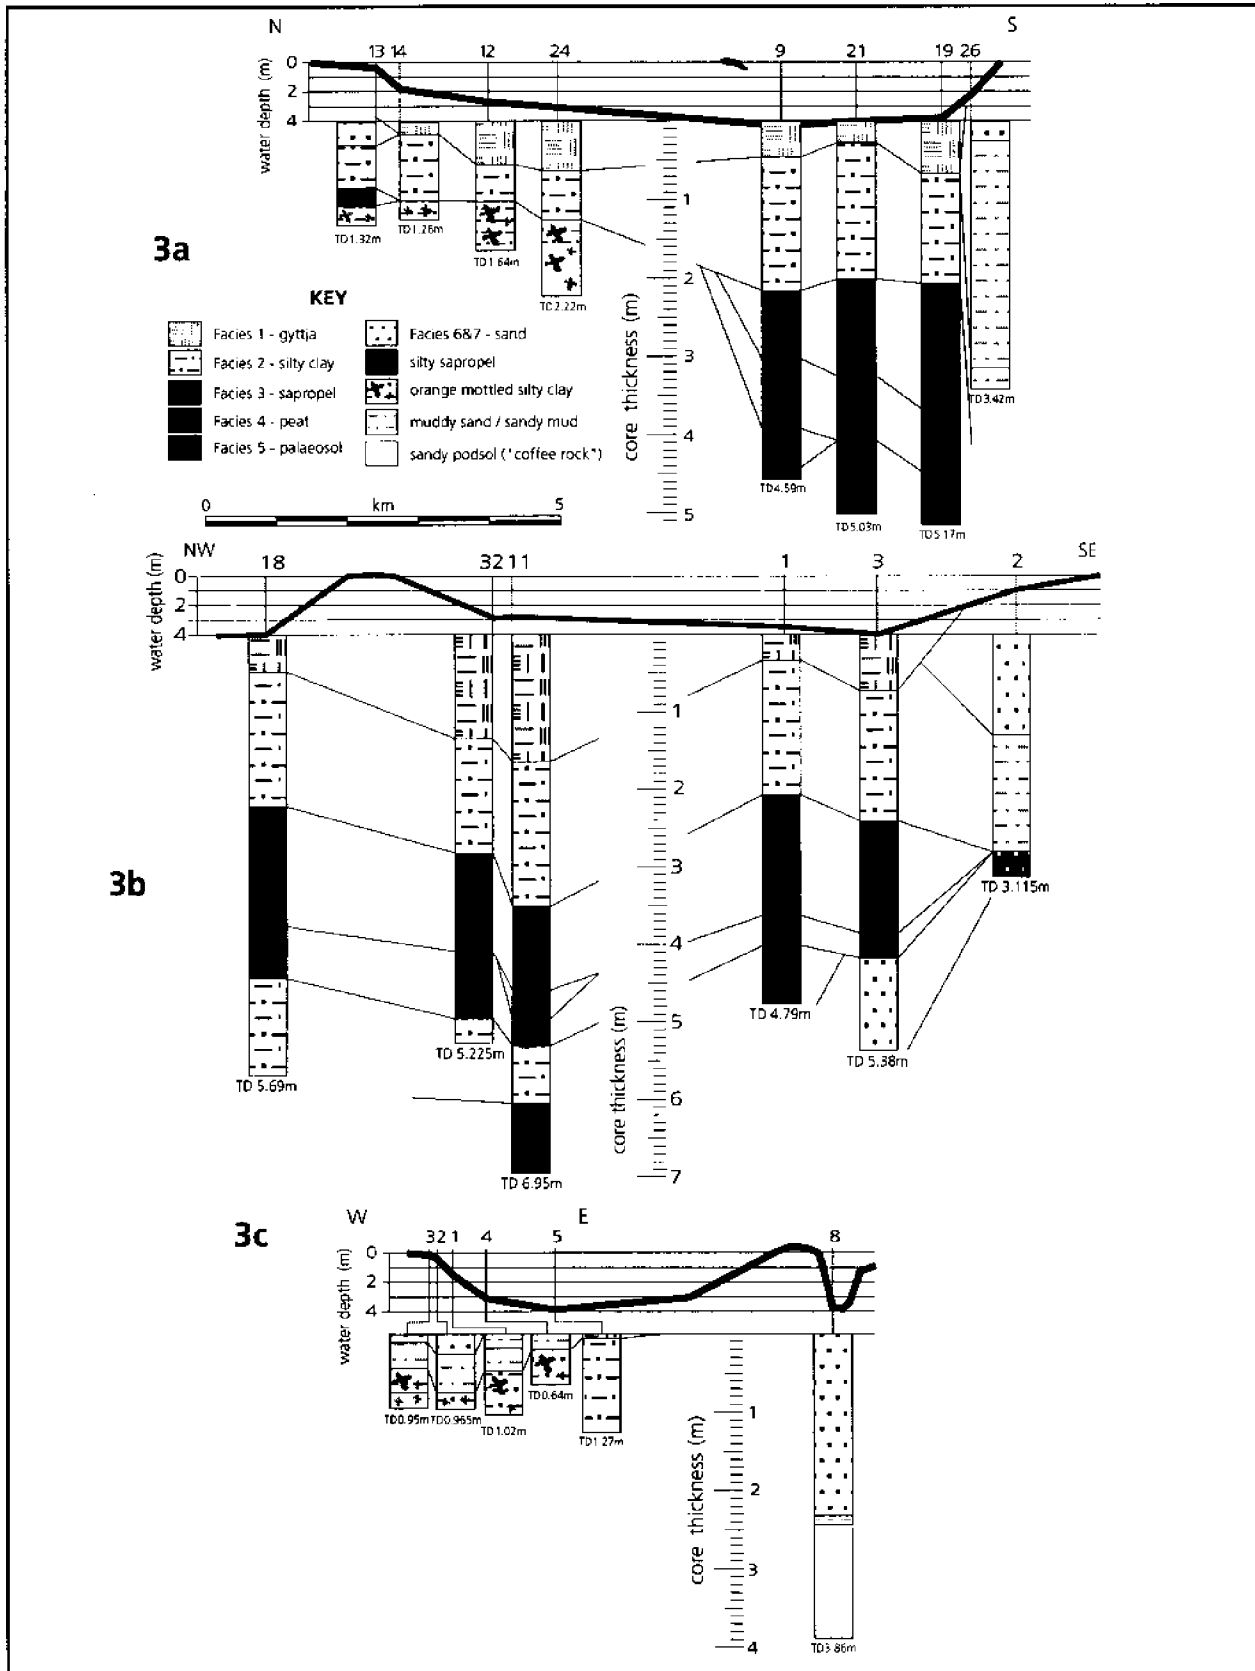 N S
13 14 12 24 9 21 19 26
water depth (m)
0
2
4
TD1.32m
TD1.26m
TD1.64m
TD2.22m
TD4.59m
TD5.03m
TD5.17m
TD3.42m
3a
core thickness (m)
1
2
3
4
5
KEY
Facies 1 - gyttja
Facies 2 - silty clay
Facies 3 - sapropel
Facies 4 - peat
Facies 5 - palaeosol
Facies 6&7 - sand
silty sapropel
orange mottled silty clay
muddy sand / sandy mud
sandy podsol ("coffee rock")
0 km 5
NW SE
18 32 11 1 3 2
water depth (m)
0
2
4
3b
core thickness (m)
1
2
3
4
5
6
7
TD 5.69m
TD 5.225m
TD 6.95m
TD 4.79m
TD 5.38m
TD 3.115m
3c
W E
3 2 1 4 5 8
water depth (m)
0
2
4
TD0.95m
TD0.965m
TD1.02m
TD0.64m
TD1.27m
TD3.86m
core thickness (m)
1
2
3
4